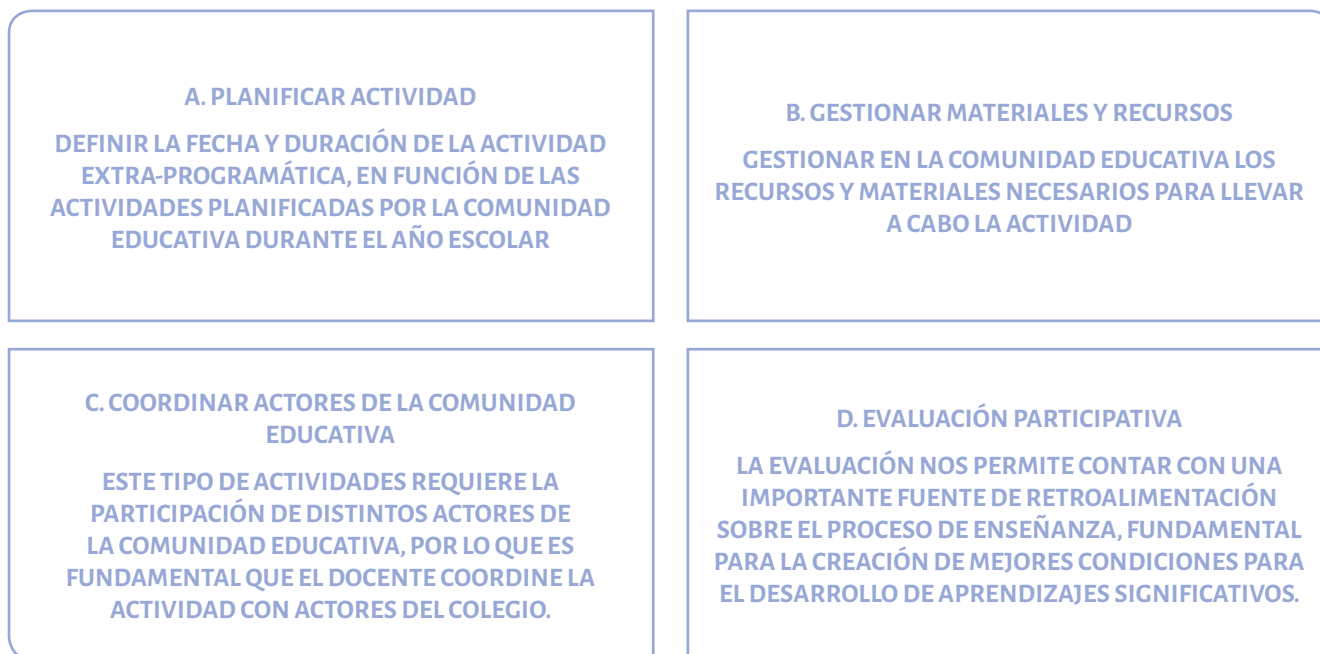 A. PLANIFICAR ACTIVIDAD
DEFINIR LA FECHA Y DURACIÓN DE LA ACTIVIDAD
EXTRA-PROGRAMÁTICA, EN FUNCIÓN DE LAS
ACTIVIDADES PLANIFICADAS POR LA COMUNIDAD
EDUCATIVA DURANTE EL AÑO ESCOLAR
B. GESTIONAR MATERIALES Y RECURSOS
GESTIONAR EN LA COMUNIDAD EDUCATIVA LOS
RECURSOS Y MATERIALES NECESARIOS PARA LLEVAR
A CABO LA ACTIVIDAD
C. COORDINAR ACTORES DE LA COMUNIDAD
EDUCATIVA
ESTE TIPO DE ACTIVIDADES REQUIERE LA
PARTICIPACIÓN DE DISTINTOS ACTORES DE
LA COMUNIDAD EDUCATIVA, POR LO QUE ES
FUNDAMENTAL QUE EL DOCENTE COORDINE LA
ACTIVIDAD CON ACTORES DEL COLEGIO.
D. EVALUACIÓN PARTICIPATIVA
LA EVALUACIÓN NOS PERMITE CONTAR CON UNA
IMPORTANTE FUENTE DE RETROALIMENTACIÓN
SOBRE EL PROCESO DE ENSEÑANZA, FUNDAMENTAL
PARA LA CREACIÓN DE MEJORES CONDICIONES PARA
EL DESARROLLO DE APRENDIZAJES SIGNIFICATIVOS.